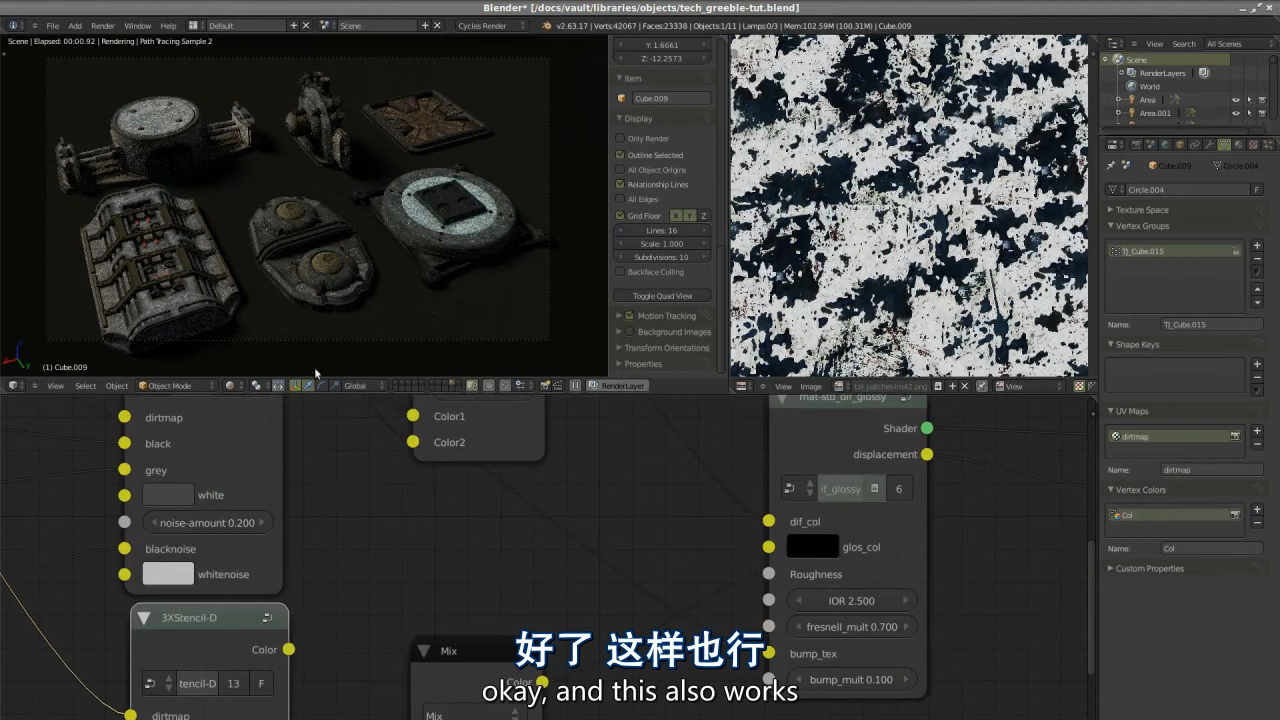 Blender* [/docs/vault/libraries/objects/tech_greeble-tut.blend]
File Add Render Window Help Default Scene Cycles Render v2.63.17 | Verts:42067 | Faces:23338 | Objects:1/11 | Lamps:0/3 | Mem:102.59M (100.31M) | Cube.009
Scene | Elapsed: 00:00.92 | Rendering | Path Tracing Sample 2
(1) Cube.009
View Select Object Object Mode Global RenderLayer
Y: 1.6661
Z: -12.2573
Item
Cube.009
Display
Only Render
Outline Selected
All Object Origins
Relationship Lines
All Edges
Grid Floor X Y Z
Lines: 16
Scale: 1.000
Subdivisions: 10
Backface Culling
Toggle Quad View
Motion Tracking
Background Images
Transform Orientations
Properties
View Image View
View Search All Scenes
Scene
RenderLayers
World
Area
Area.001
Cube.009 Circle.004
Circle.004 F
Texture Space
Vertex Groups
Tj_Cube.015
Name: Tj_Cube.015
Shape Keys
UV Maps
dirtmap
Name: dirtmap
Vertex Colors
Col
Name: Col
Custom Properties
dirtmap
black
grey
white
noise-amount 0.200
blacknoise
whitenoise
3XStencil-D
Color
tencil-D 13 F
dirtmap
Color1
Color2
Mix
Color
Mix
mat-std_dif_glossy
Shader
displacement
if_glossy 6
dif_col
glos_col
Roughness
IOR 2.500
fresnell_mult 0.700
bump_tex
bump_mult 0.100
好了 这样也行
okay, and this also works